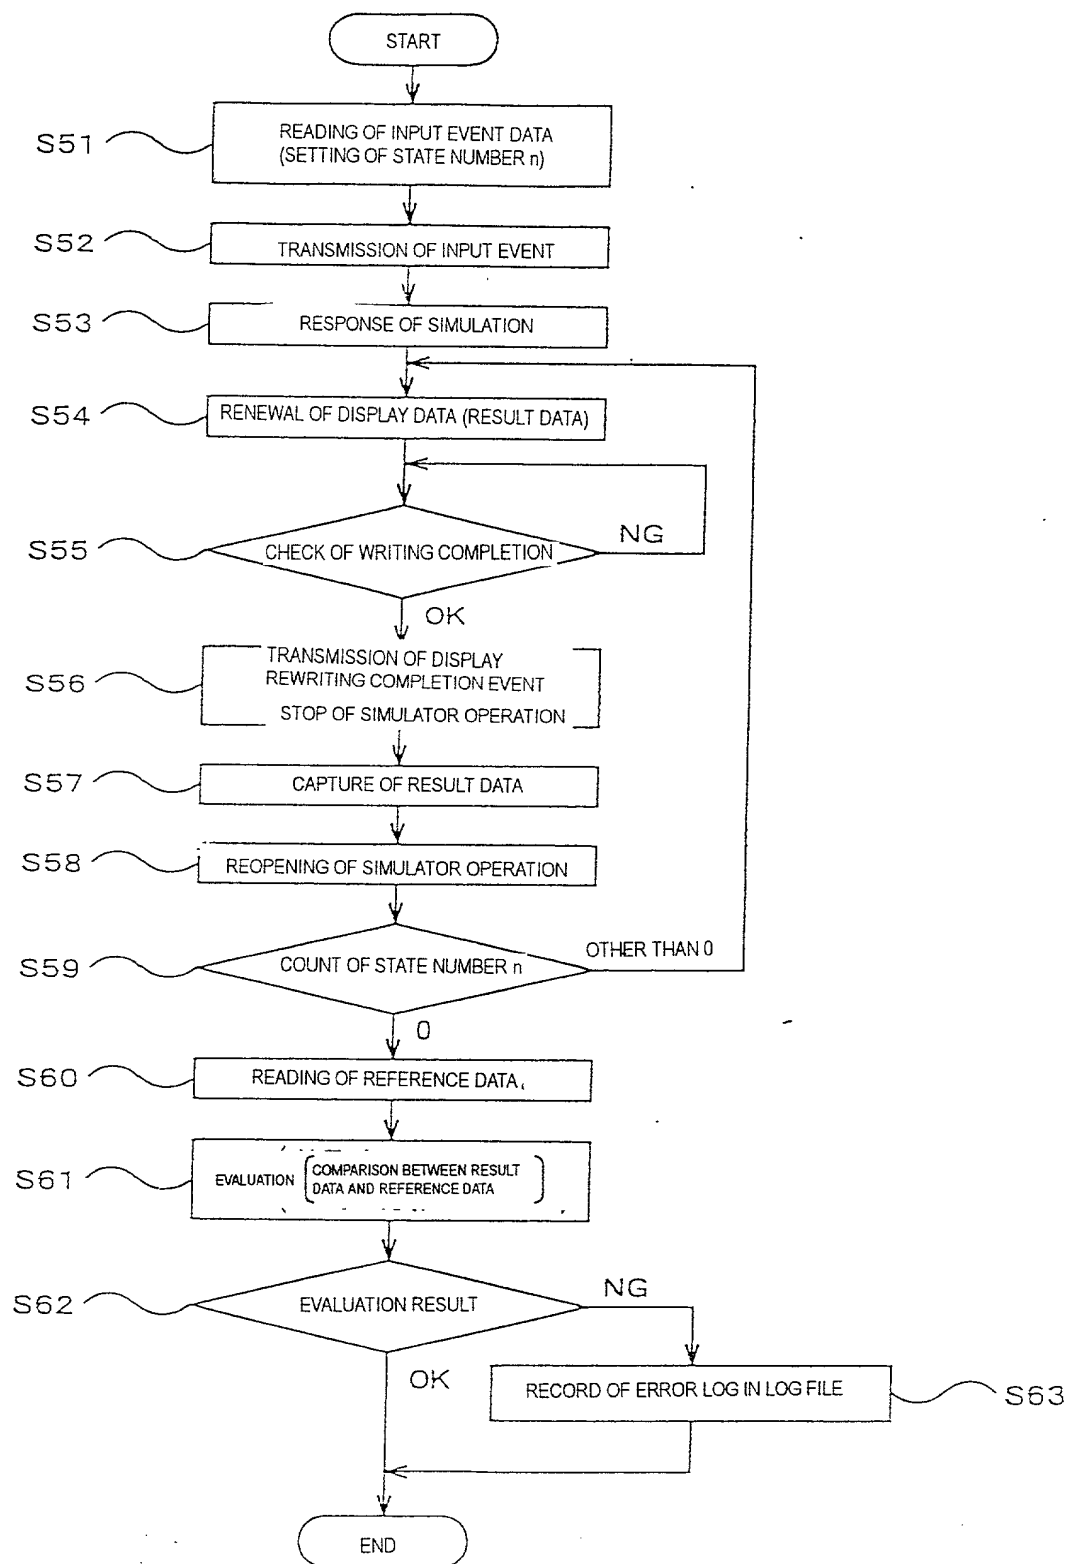 START
S51
READING OF INPUT EVENT DATA
(SETTING OF STATE NUMBER n)
S52
TRANSMISSION OF INPUT EVENT
S53
RESPONSE OF SIMULATION
S54
RENEWAL OF DISPLAY DATA (RESULT DATA)
S55
CHECK OF WRITING COMPLETION
NG
OK
S56
TRANSMISSION OF DISPLAY
REWRITING COMPLETION EVENT
STOP OF SIMULATOR OPERATION
S57
CAPTURE OF RESULT DATA
S58
REOPENING OF SIMULATOR OPERATION
S59
COUNT OF STATE NUMBER n
OTHER THAN 0
0
S60
READING OF REFERENCE DATA
S61
EVALUATION
COMPARISON BETWEEN RESULT
DATA AND REFERENCE DATA
S62
EVALUATION RESULT
NG
OK
RECORD OF ERROR LOG IN LOG FILE
S63
END